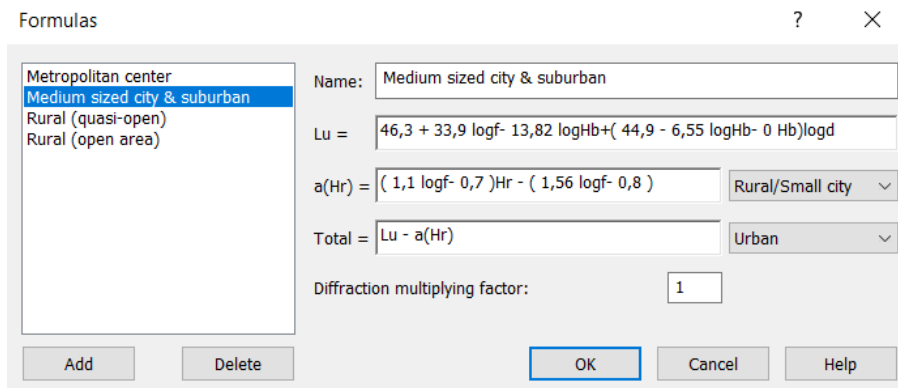 Formulas ? ×
Metropolitan center
Medium sized city & suburban
Rural (quasi-open)
Rural (open area)
Name: Medium sized city & suburban
Lu = 46,3 + 33,9 logf- 13,82 logHb+( 44,9 - 6,55 logHb- 0 Hb)logd
a(Hr) = ( 1,1 logf- 0,7 )Hr - ( 1,56 logf- 0,8 ) Rural/Small city
Total = Lu - a(Hr) Urban
Diffraction multiplying factor: 1
Add Delete OK Cancel Help